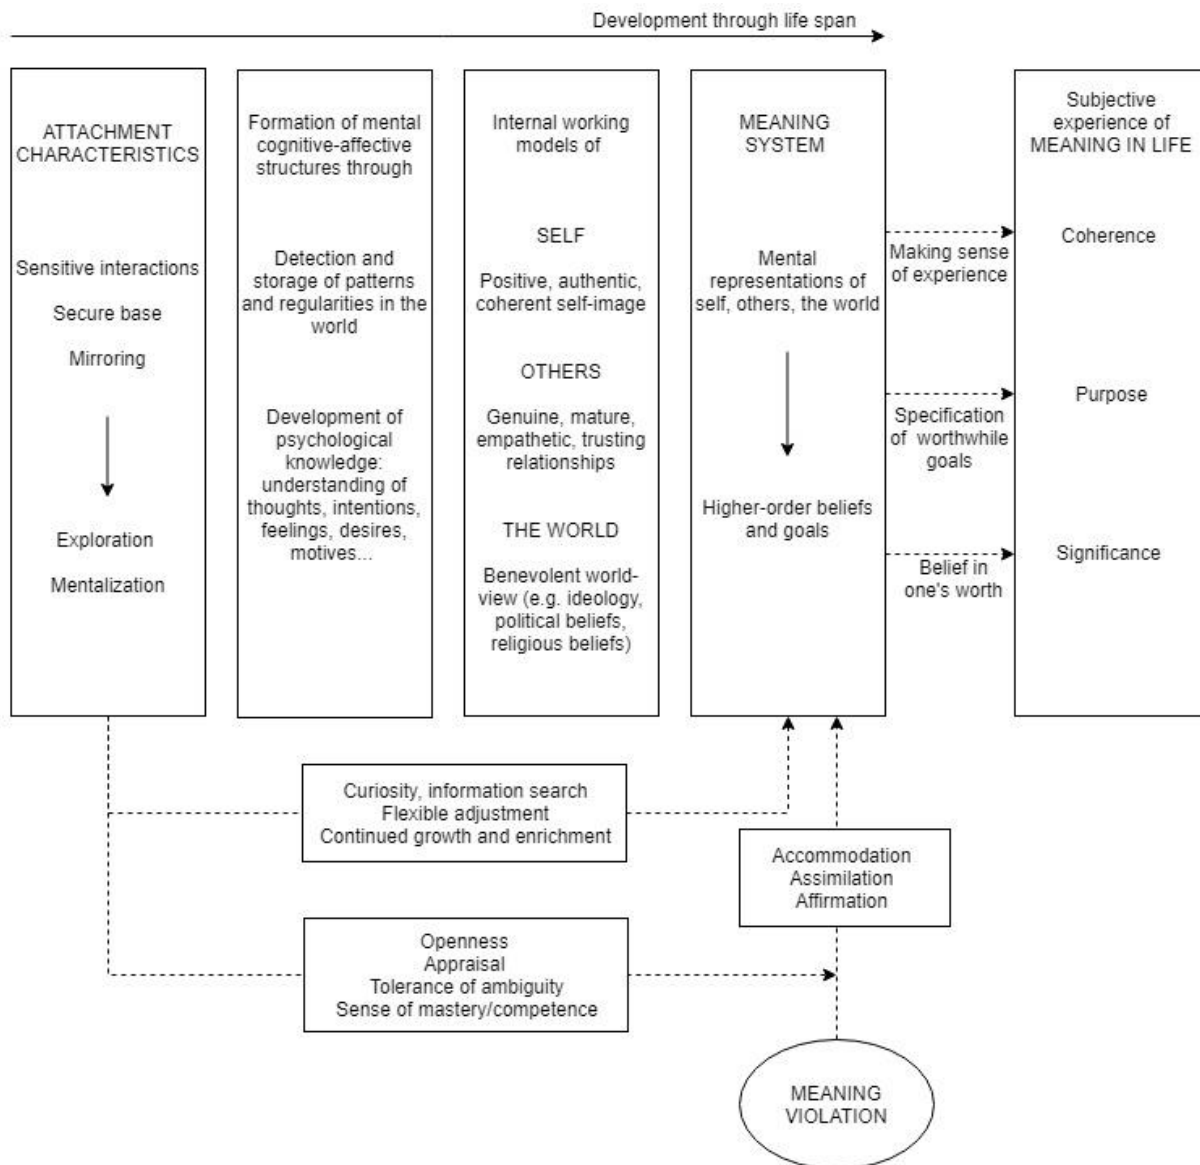 Development through life span
ATTACHMENT
CHARACTERISTICS
Sensitive interactions
Secure base
Mirroring
Exploration
Mentalization
Formation of mental
cognitive-affective
structures through
Detection and
storage of patterns
and regularities in the
world
Development of
psychological
knowledge:
understanding of
thoughts, intentions,
feelings, desires,
motives...
Internal working
models of
SELF
Positive, authentic,
coherent self-image
OTHERS
Genuine, mature,
empathetic, trusting
relationships
THE WORLD
Benevolent world-
view (e.g. ideology,
political beliefs,
religious beliefs)
MEANING
SYSTEM
Mental
representations of
self, others, the world
Higher-order beliefs
and goals
Making sense
of experience
Specification
of worthwhile
goals
Belief in
one's worth
Subjective
experience of
MEANING IN LIFE
Coherence
Purpose
Significance
Curiosity, information search
Flexible adjustment
Continued growth and enrichment
Accommodation
Assimilation
Affirmation
Openness
Appraisal
Tolerance of ambiguity
Sense of mastery/competence
MEANING
VIOLATION